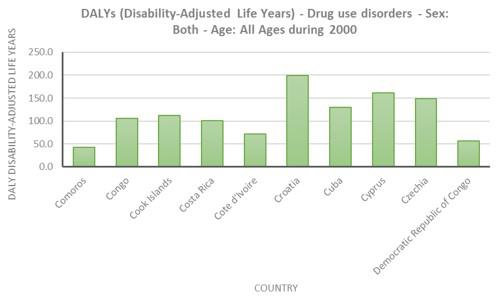 DALYs (Disability-Adjusted Life Years) - Drug use disorders - Sex:
Both - Age: All Ages during 2000
DALY DISABILITY-ADJUSTED LIFE YEARS
250.0
200.0
150.0
100.0
50.0
0.0
Comoros
Congo
Cook Islands
Costa Rica
Cote d'Ivoire
Croatia
Cuba
Cyprus
Czechia
Democratic Republic of Congo
COUNTRY